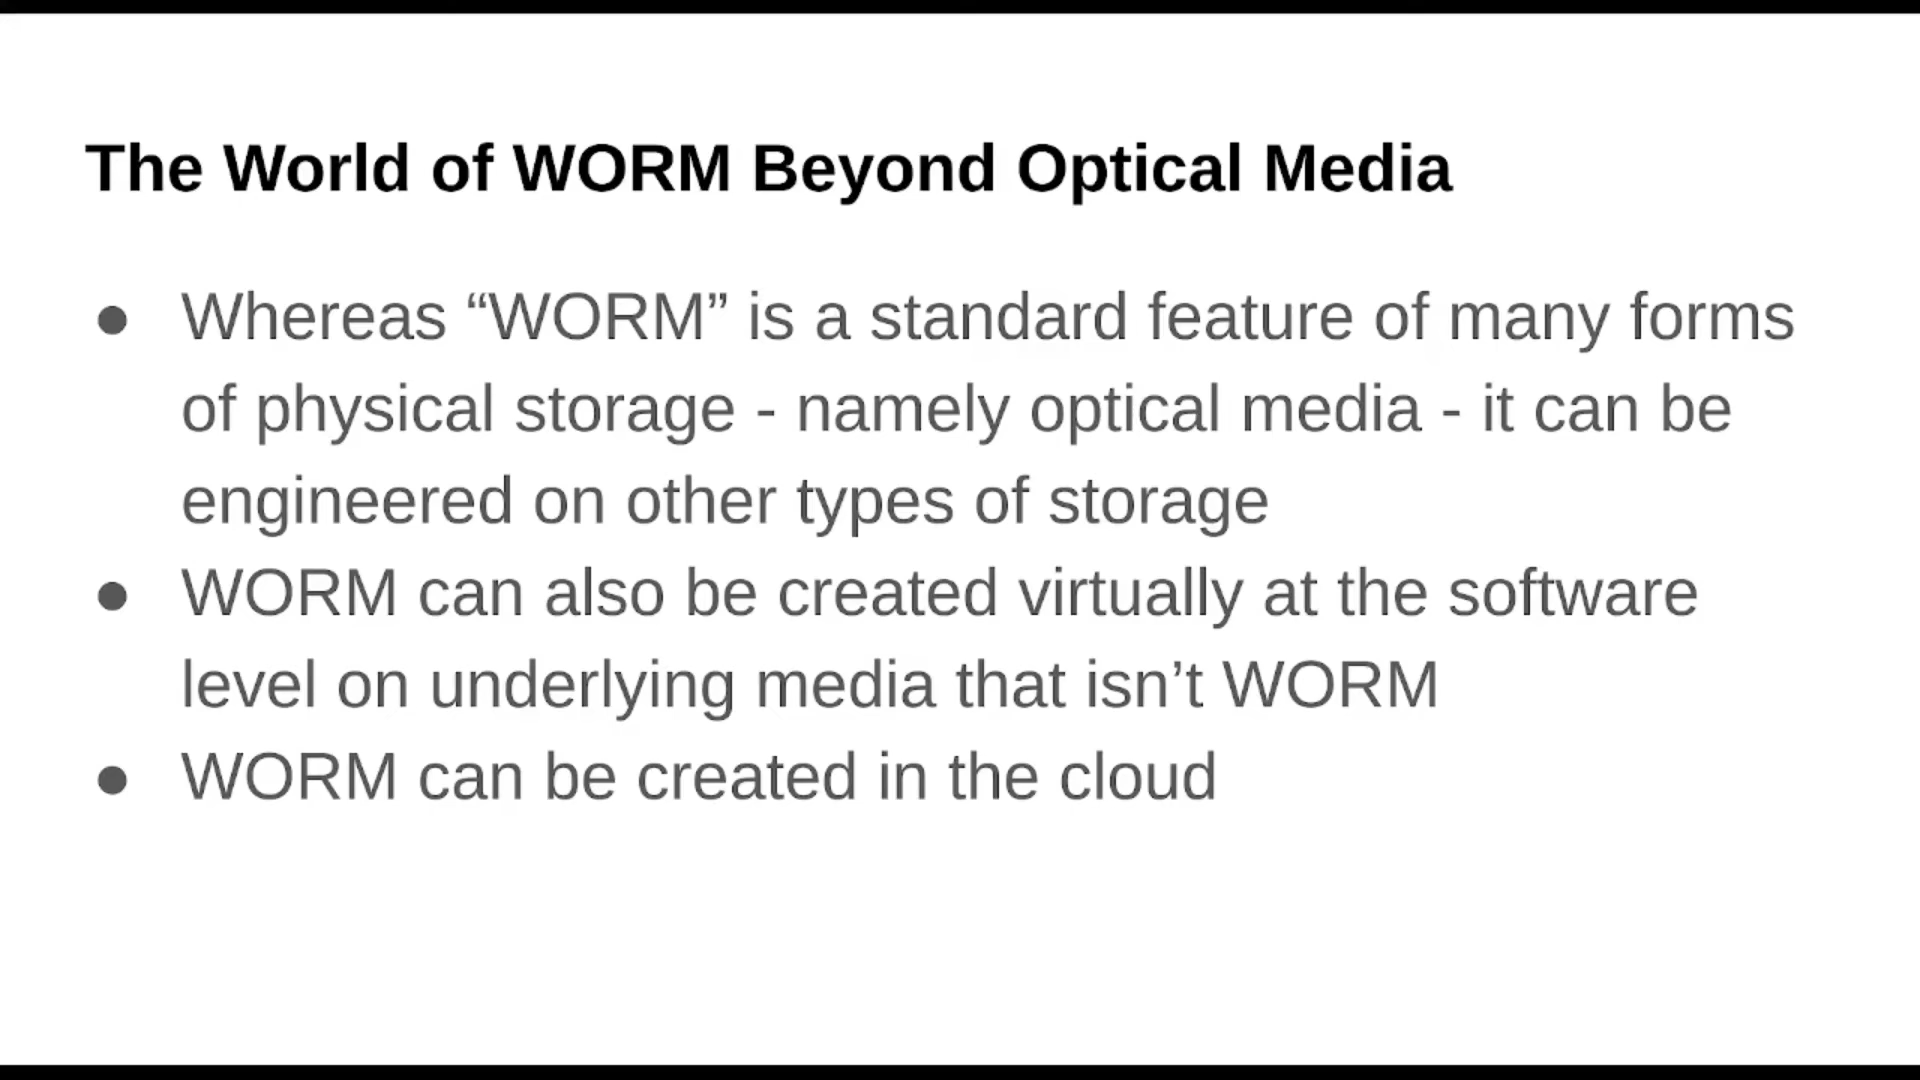 The World of WORM Beyond Optical Media
● Whereas “WORM” is a standard feature of many forms
of physical storage - namely optical media - it can be
engineered on other types of storage
● WORM can also be created virtually at the software
level on underlying media that isn’t WORM
● WORM can be created in the cloud